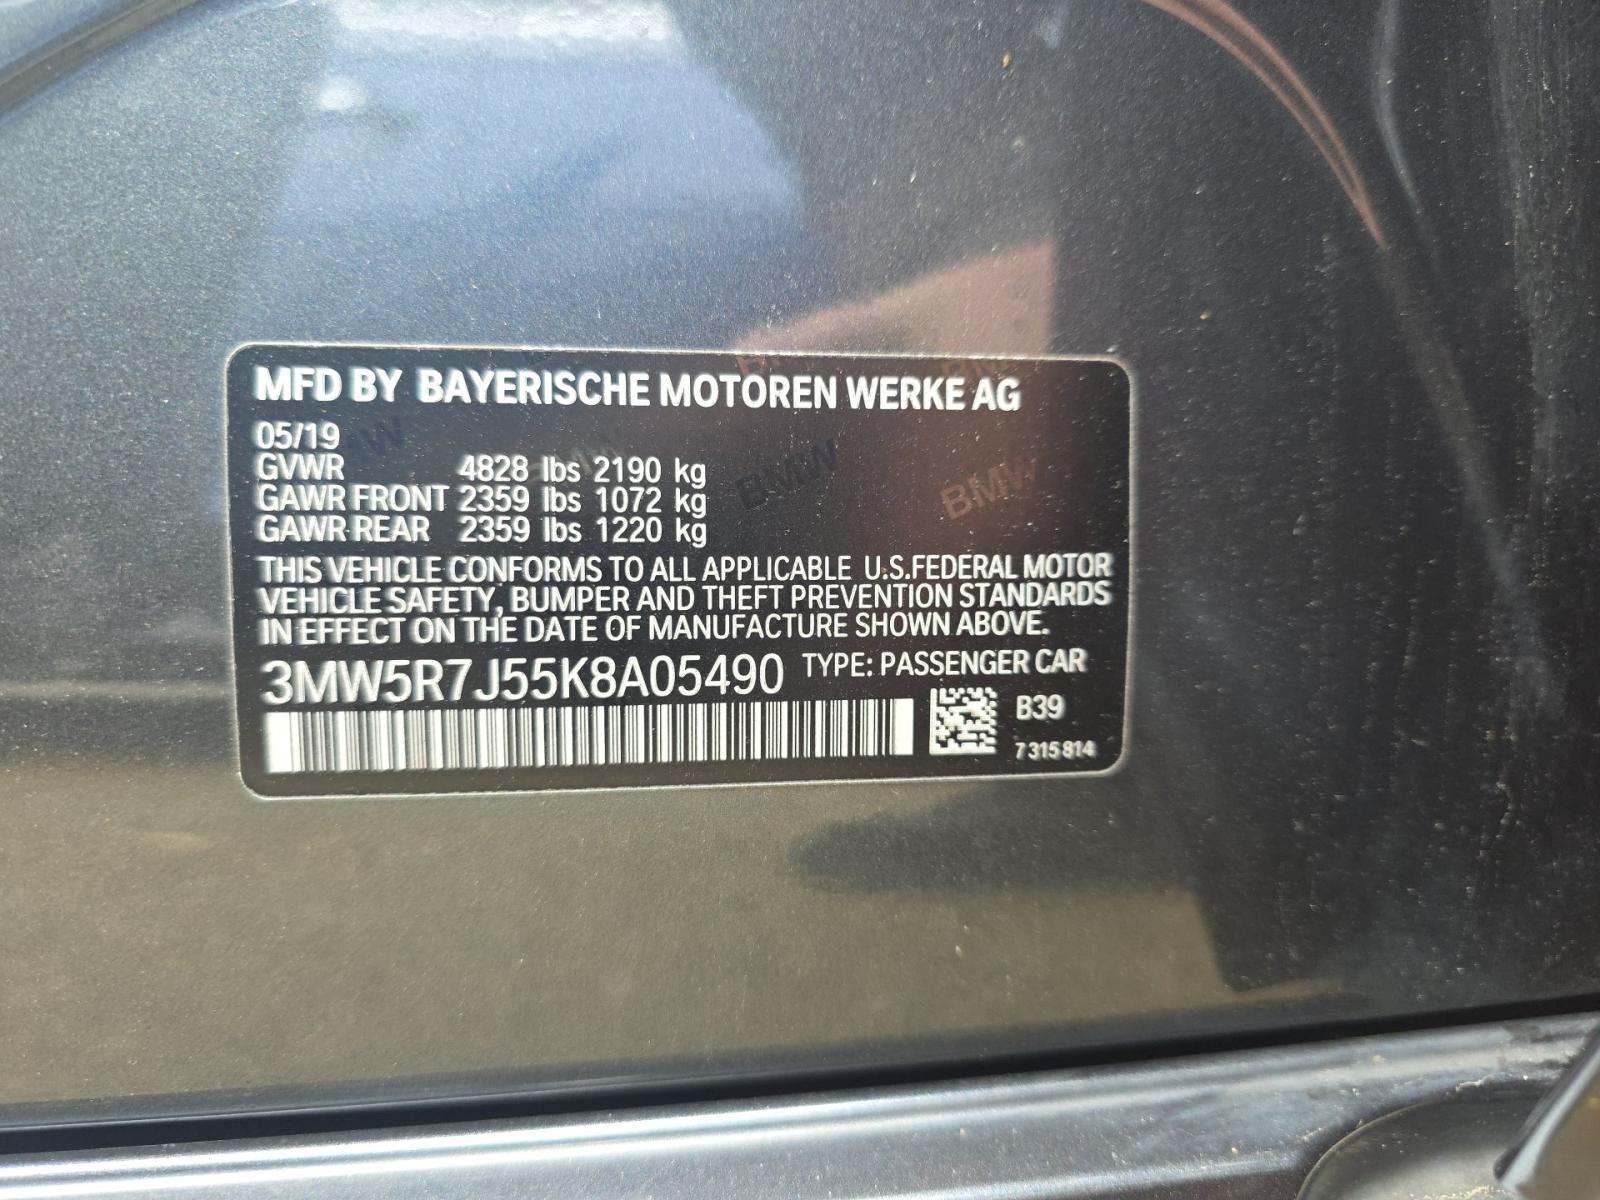 MFD BY BAYERISCHE MOTOREN WERKE AG
05/19
GVWR 4828 lbs 2190 kg
GAWR FRONT 2359 lbs 1072 kg
GAWR REAR 2359 lbs 1220 kg
THIS VEHICLE CONFORMS TO ALL APPLICABLE U.S.FEDERAL MOTOR
VEHICLE SAFETY, BUMPER AND THEFT PREVENTION STANDARDS
IN EFFECT ON THE DATE OF MANUFACTURE SHOWN ABOVE.
3MW5R7J55K8A05490 TYPE: PASSENGER CAR
B39
7 315 814
BMW
BMW
BMW